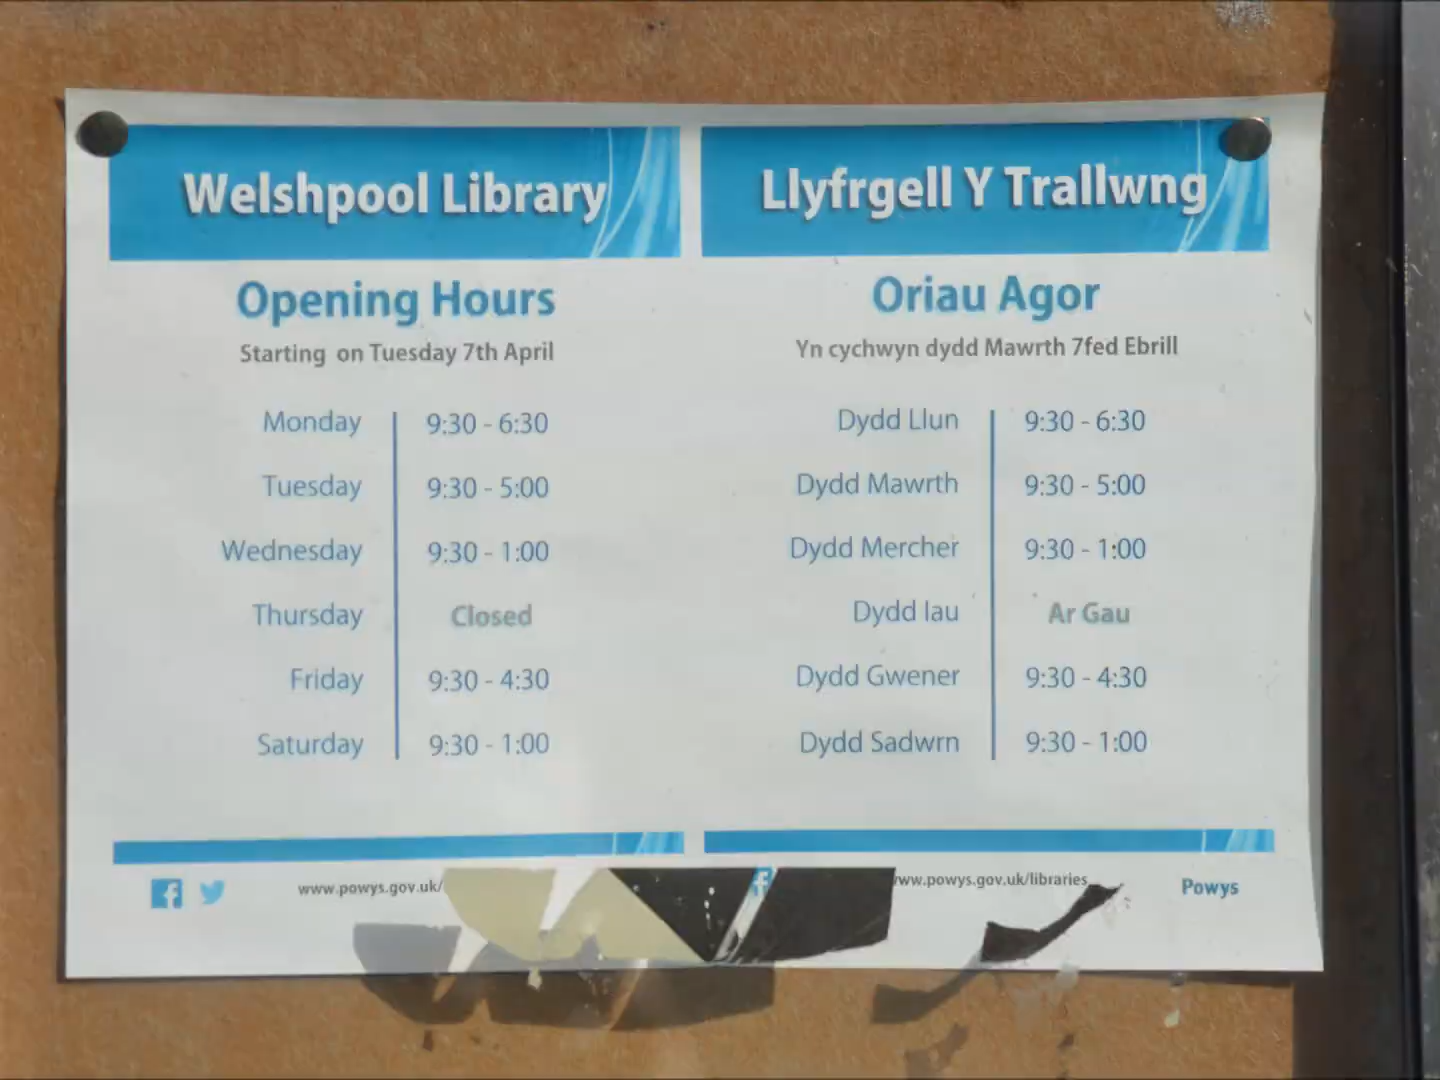 Welshpool Library
Opening Hours
Starting on Tuesday 7th April
Monday 9:30 - 6:30
Tuesday 9:30 - 5:00
Wednesday 9:30 - 1:00
Thursday Closed
Friday 9:30 - 4:30
Saturday 9:30 - 1:00
www.powys.gov.uk/
Llyfrgell Y Trallwng
Oriau Agor
Yn cychwyn dydd Mawrth 7fed Ebrill
Dydd Llun 9:30 - 6:30
Dydd Mawrth 9:30 - 5:00
Dydd Mercher 9:30 - 1:00
Dydd Iau Ar Gau
Dydd Gwener 9:30 - 4:30
Dydd Sadwrn 9:30 - 1:00
www.powys.gov.uk/libraries
Powys